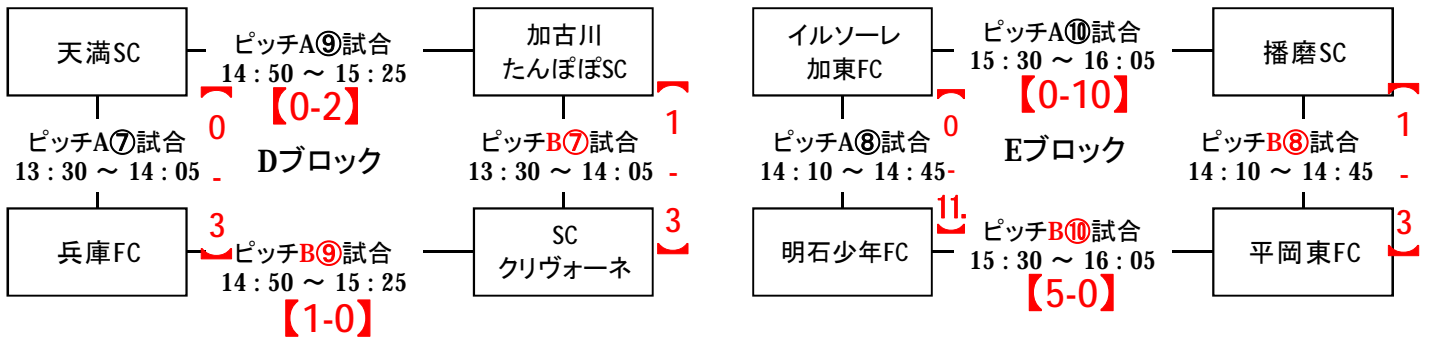 天満SC
ピッチA⑨試合
14：50 ～ 15：25
【0-2】
加古川
たんぽぽSC
ピッチA⑦試合
13：30 ～ 14：05
【0-3】
Dブロック
ピッチB⑦試合
13：30 ～ 14：05
【1-3】
兵庫FC
ピッチB⑨試合
14：50 ～ 15：25
【1-0】
SC
クリヴォーネ
イルソーレ
加東FC
ピッチA⑩試合
15：30 ～ 16：05
【0-10】
播磨SC
ピッチA⑧試合
14：10 ～ 14：45
【0-11.】
Eブロック
ピッチB⑧試合
14：10 ～ 14：45
【1-3】
明石少年FC
ピッチB⑩試合
15：30 ～ 16：05
【5-0】
平岡東FC